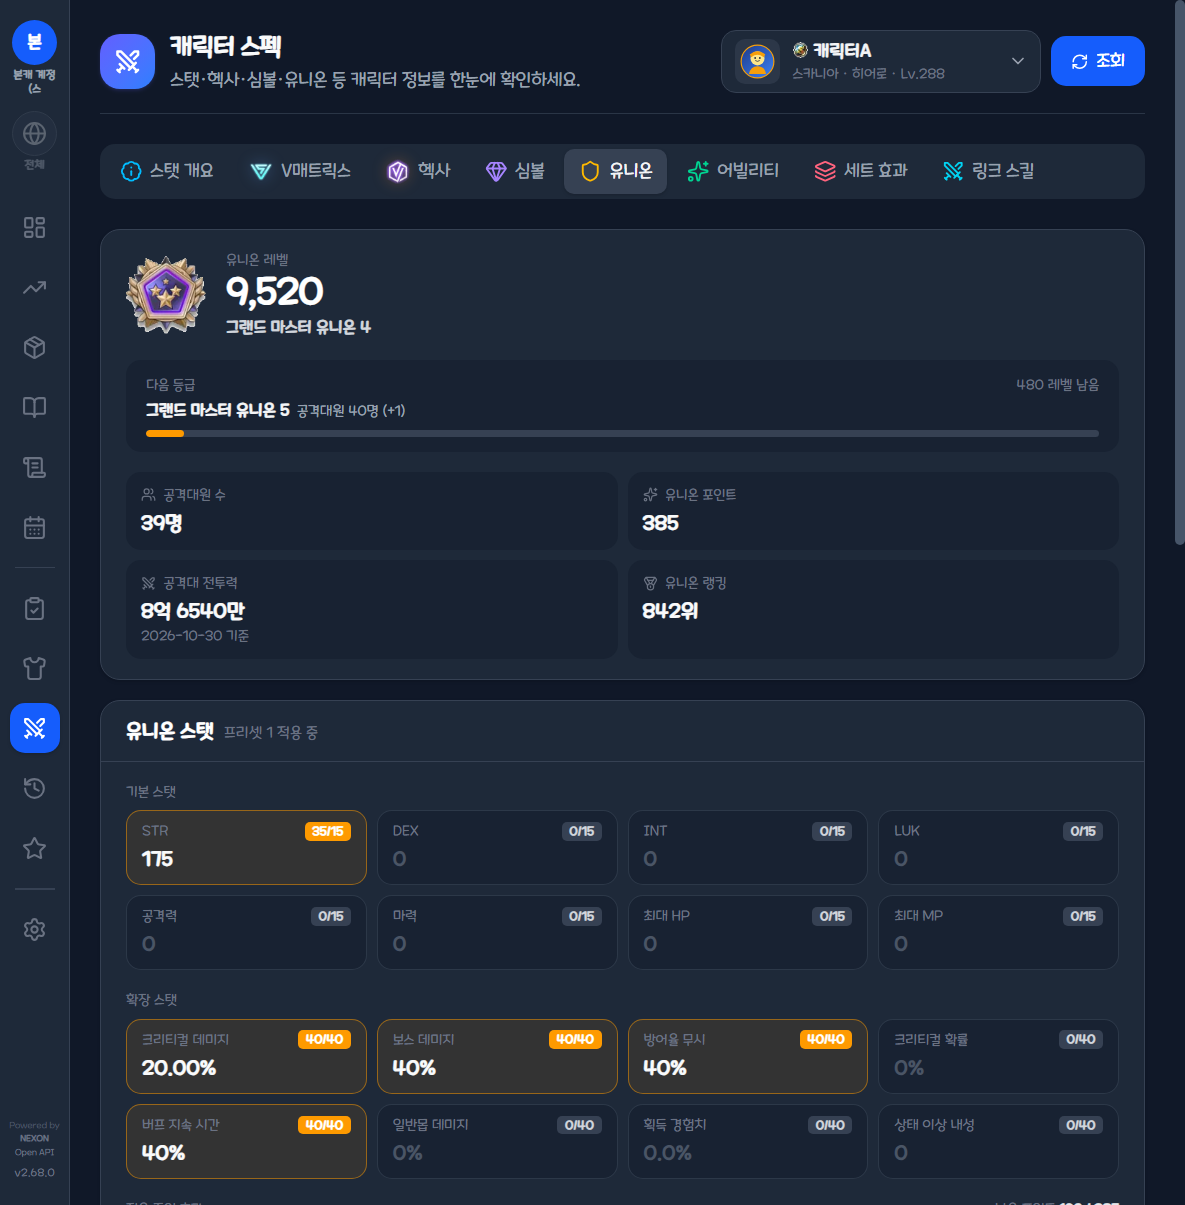 본
본캐 계정
(스
전체
Powered by
NEXON
Open API
v2.68.0
캐릭터 스펙
스탯·헥사·심볼·유니온 등 캐릭터 정보를 한눈에 확인하세요.
캐릭터A
스카니아 · 히어로 · Lv.288
조회
스탯 개요
V매트릭스
헥사
심볼
유니온
어빌리티
세트 효과
링크 스킬
유니온 레벨
9,520
그랜드 마스터 유니온 4
다음 등급
480 레벨 남음
그랜드 마스터 유니온 5 공격대원 40명 (+1)
공격대원 수
39명
유니온 포인트
385
공격대 전투력
8억 6540만
2026-10-30 기준
유니온 랭킹
842위
유니온 스탯 프리셋 1 적용 중
기본 스탯
STR 35/15
175
DEX 0/15
0
INT 0/15
0
LUK 0/15
0
공격력 0/15
0
마력 0/15
0
최대 HP 0/15
0
최대 MP 0/15
0
확장 스탯
크리티컬 데미지 40/40
20.00%
보스 데미지 40/40
40%
방어율 무시 40/40
40%
크리티컬 확률 0/40
0%
버프 지속 시간 40/40
40%
일반몹 데미지 0/40
0%
획득 경험치 0/40
0.0%
상태 이상 내성 0/40
0